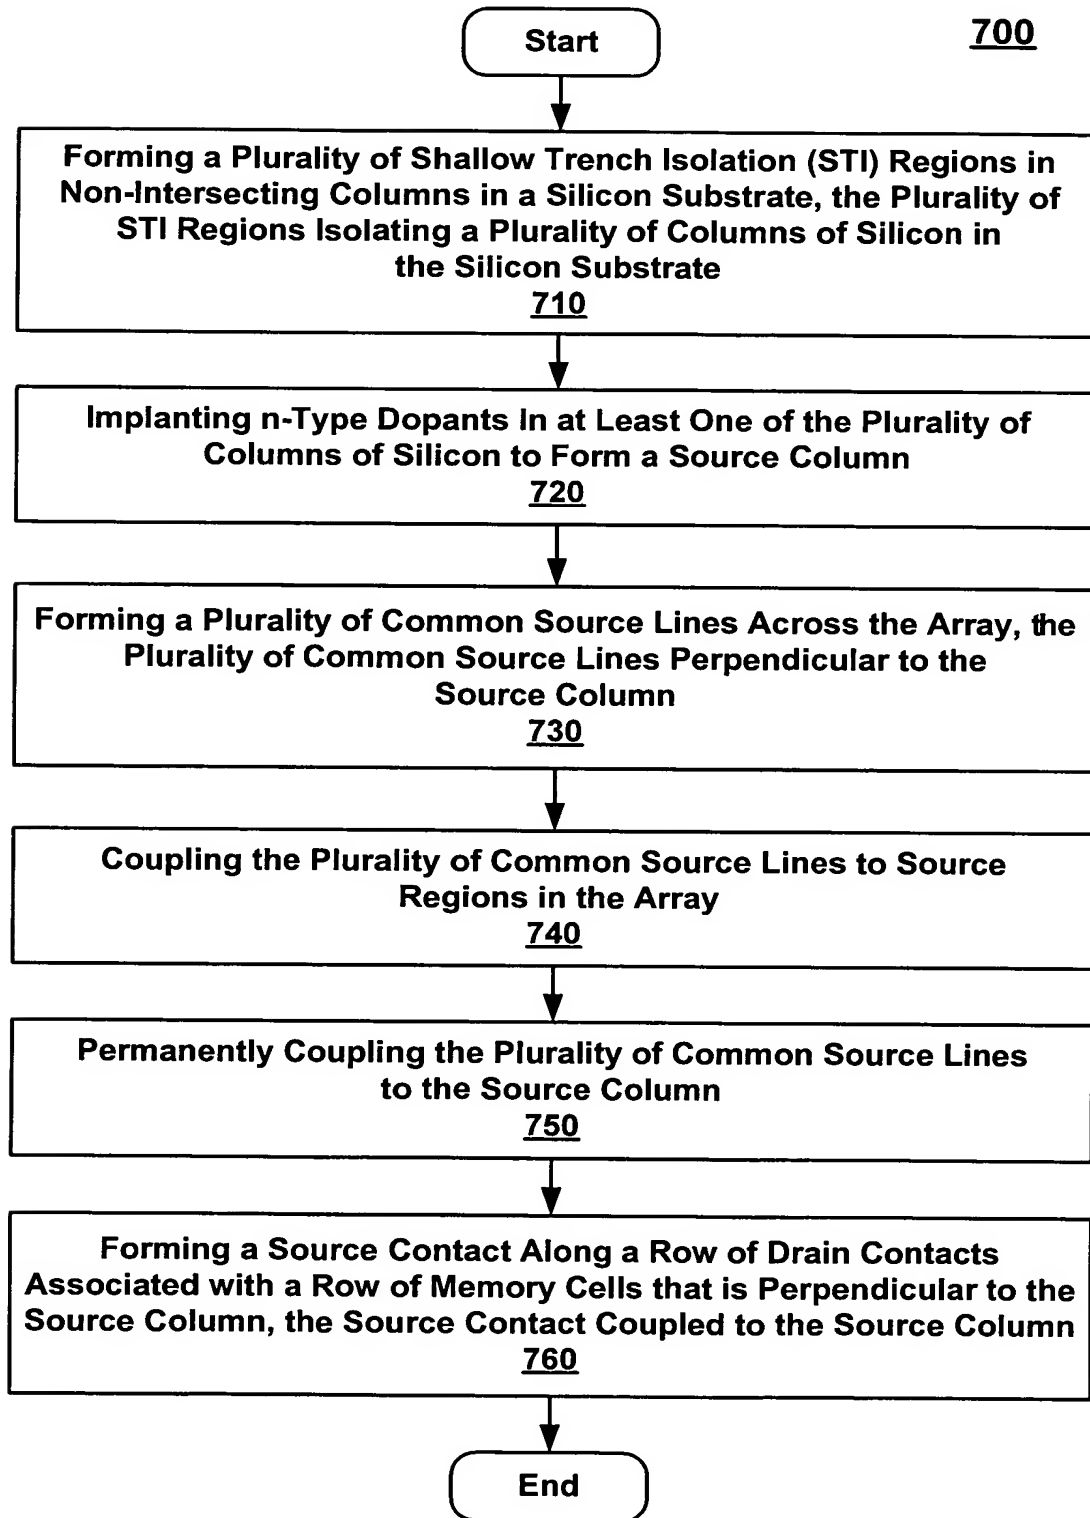 Start
700
Forming a Plurality of Shallow Trench Isolation (STI) Regions in
Non-Intersecting Columns in a Silicon Substrate, the Plurality of
STI Regions Isolating a Plurality of Columns of Silicon in
the Silicon Substrate
710
Implanting n-Type Dopants In at Least One of the Plurality of
Columns of Silicon to Form a Source Column
720
Forming a Plurality of Common Source Lines Across the Array, the
Plurality of Common Source Lines Perpendicular to the
Source Column
730
Coupling the Plurality of Common Source Lines to Source
Regions in the Array
740
Permanently Coupling the Plurality of Common Source Lines
to the Source Column
750
Forming a Source Contact Along a Row of Drain Contacts
Associated with a Row of Memory Cells that is Perpendicular to the
Source Column, the Source Contact Coupled to the Source Column
760
End